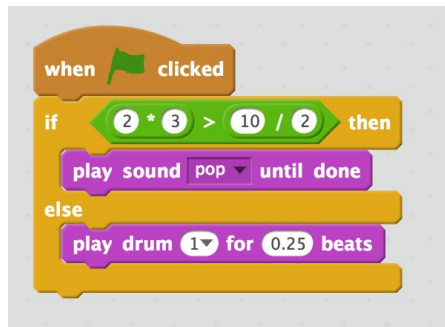 when clicked
if 2 * 3 > 10 / 2 then
play sound pop until done
else
play drum 1 for 0.25 beats